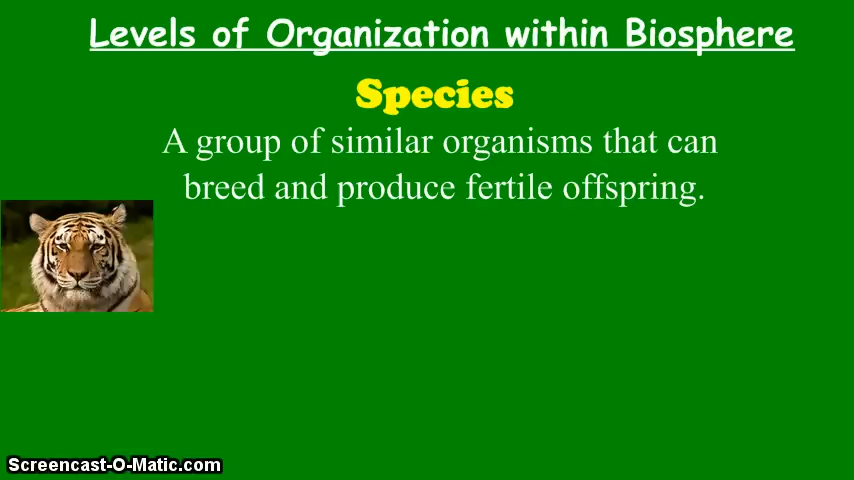 Levels of Organization within Biosphere
Species
A group of similar organisms that can
breed and produce fertile offspring.
Screencast-O-Matic.com